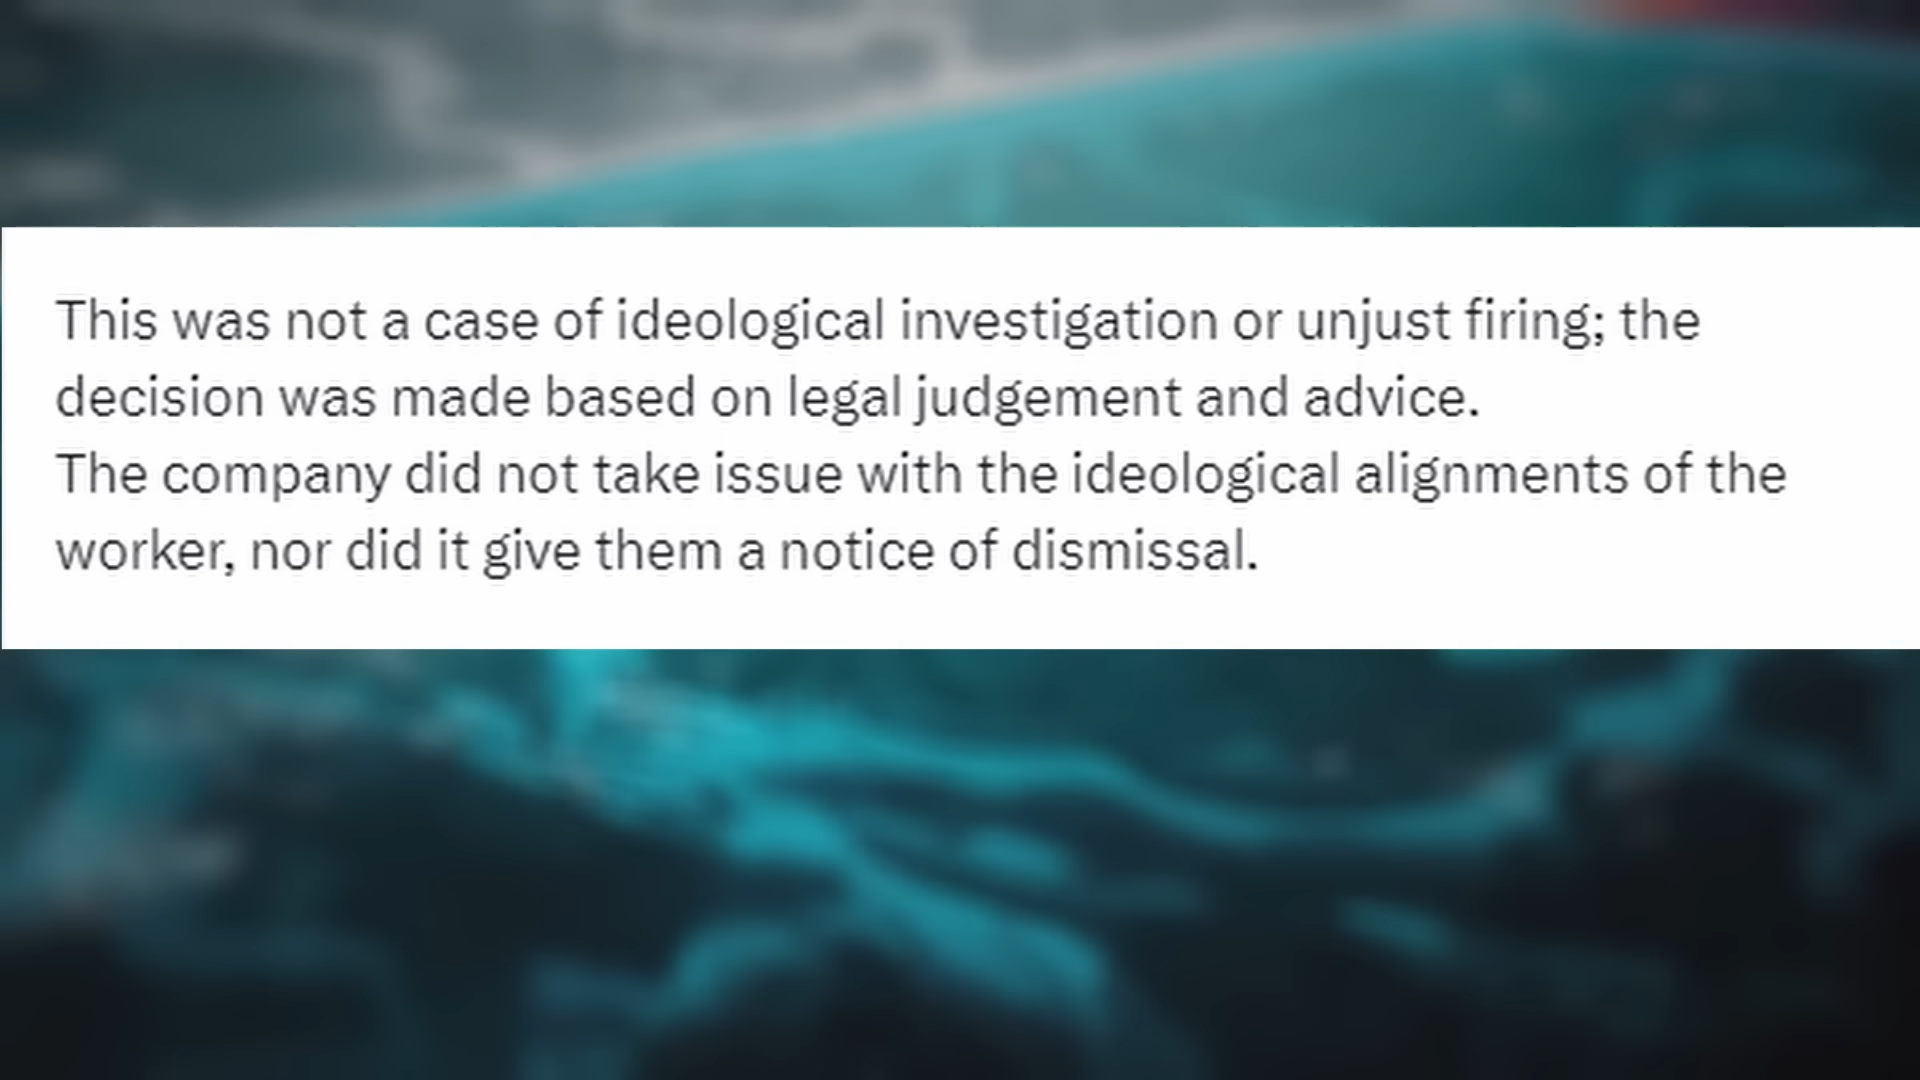 This was not a case of ideological investigation or unjust firing; the
decision was made based on legal judgement and advice.
The company did not take issue with the ideological alignments of the
worker, nor did it give them a notice of dismissal.